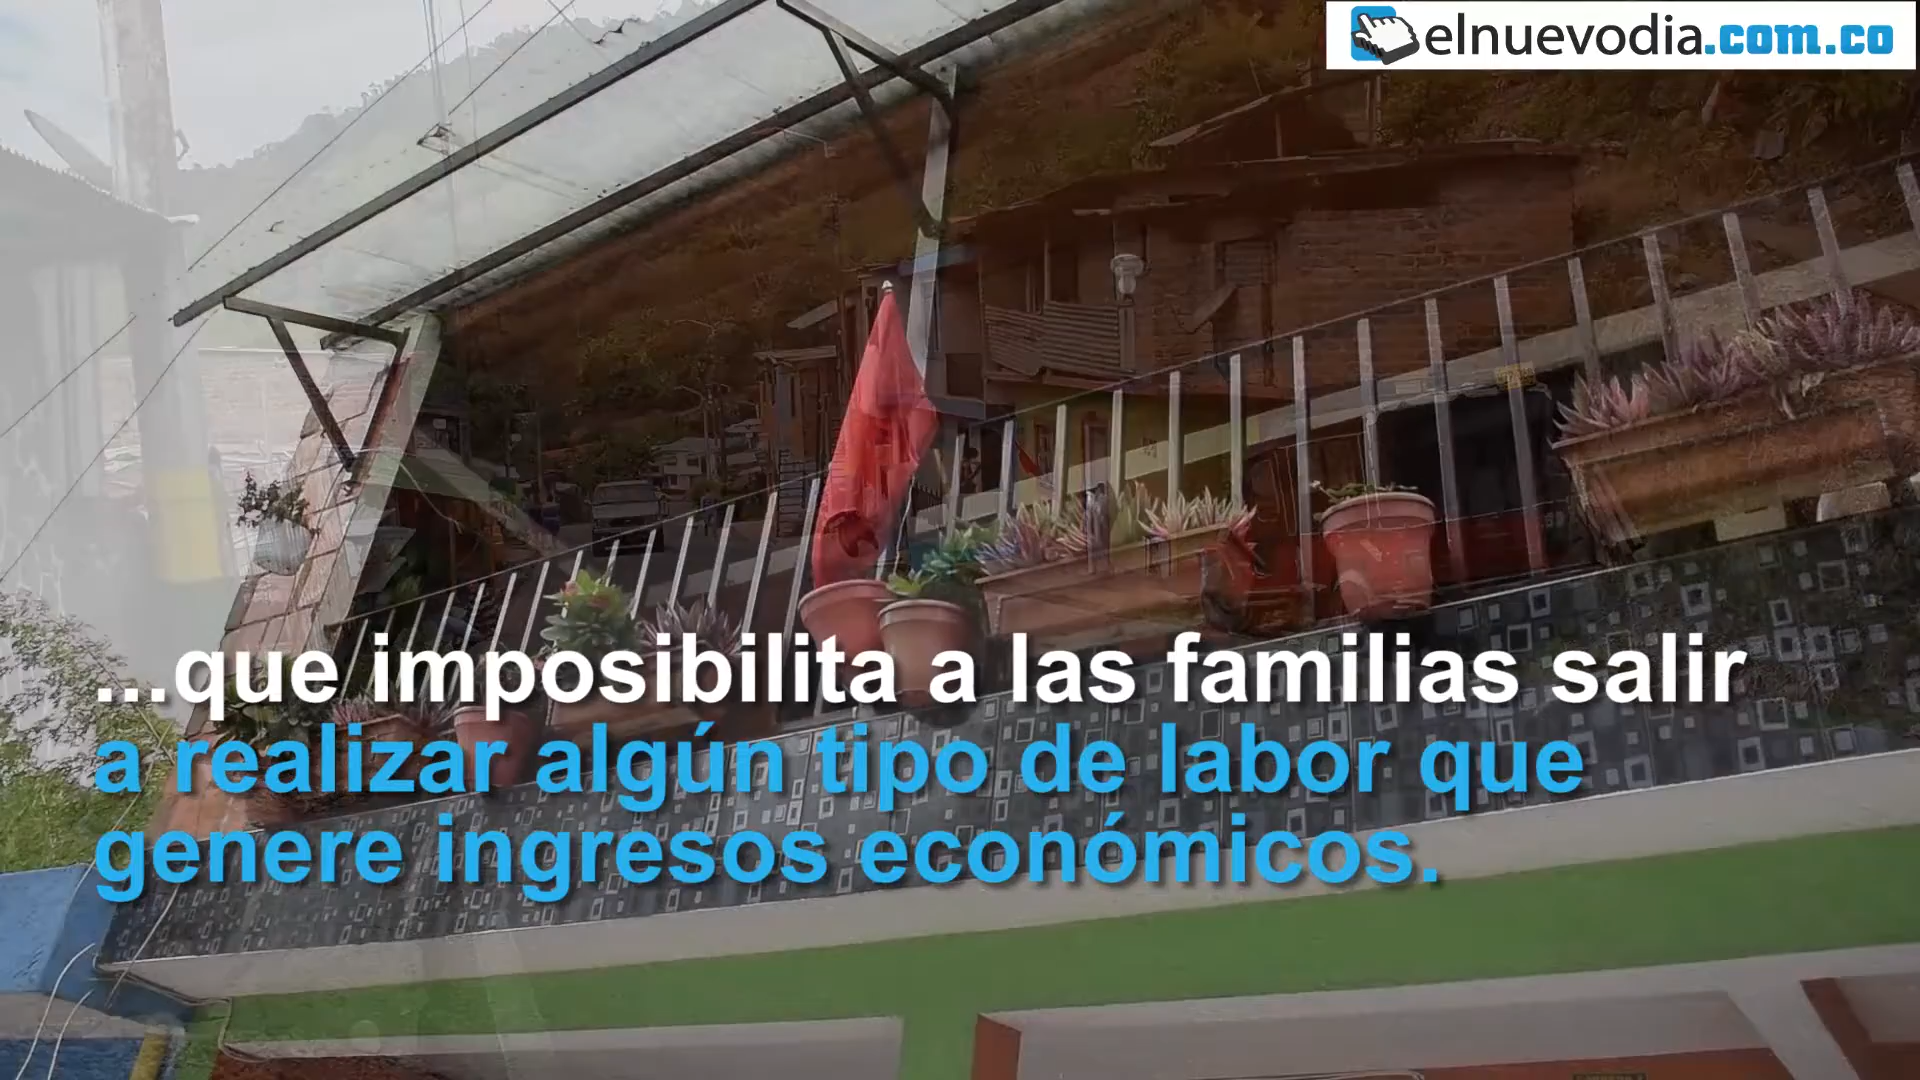 elnuevodia.com.co
...que imposibilita a las familias salir
a realizar algún tipo de labor que
genere ingresos económicos.